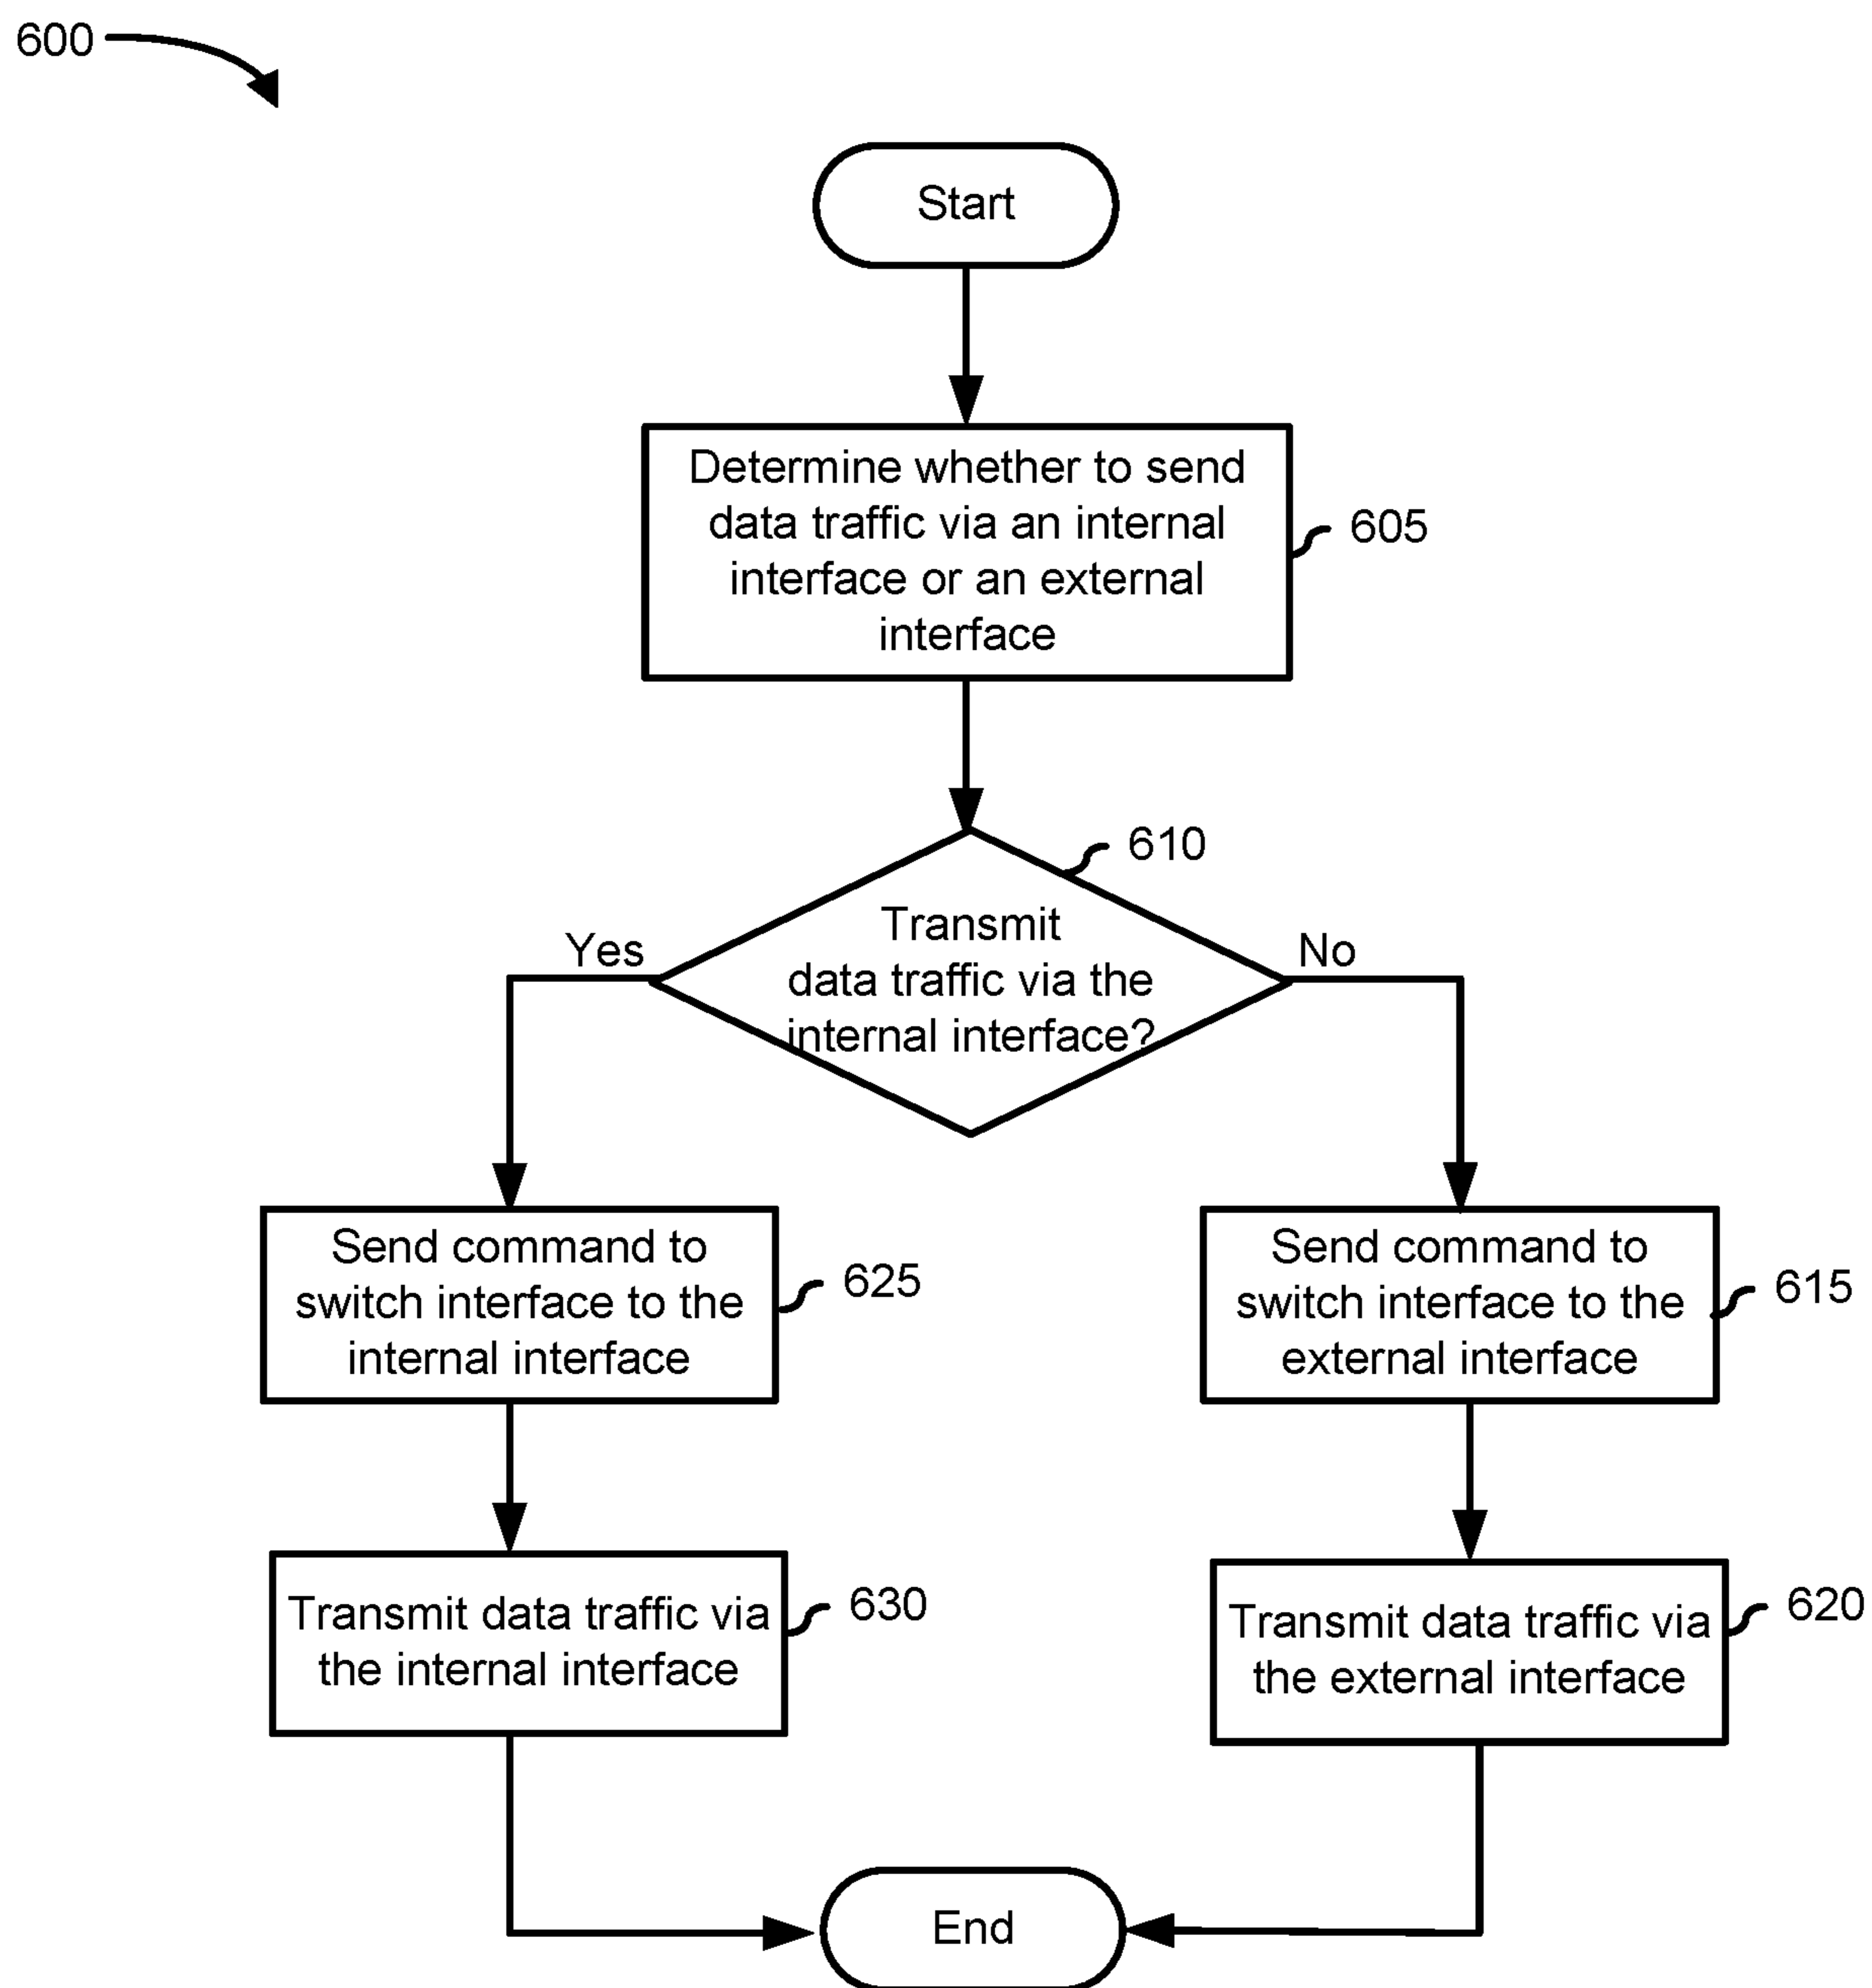 600
Start
Determine whether to send
data traffic via an internal
interface or an external
interface
605
610
Transmit
data traffic via the
internal interface?
Yes
No
Send command to
switch interface to the
internal interface
625
Send command to
switch interface to the
external interface
615
Transmit data traffic via
the internal interface
630
Transmit data traffic via
the external interface
620
End